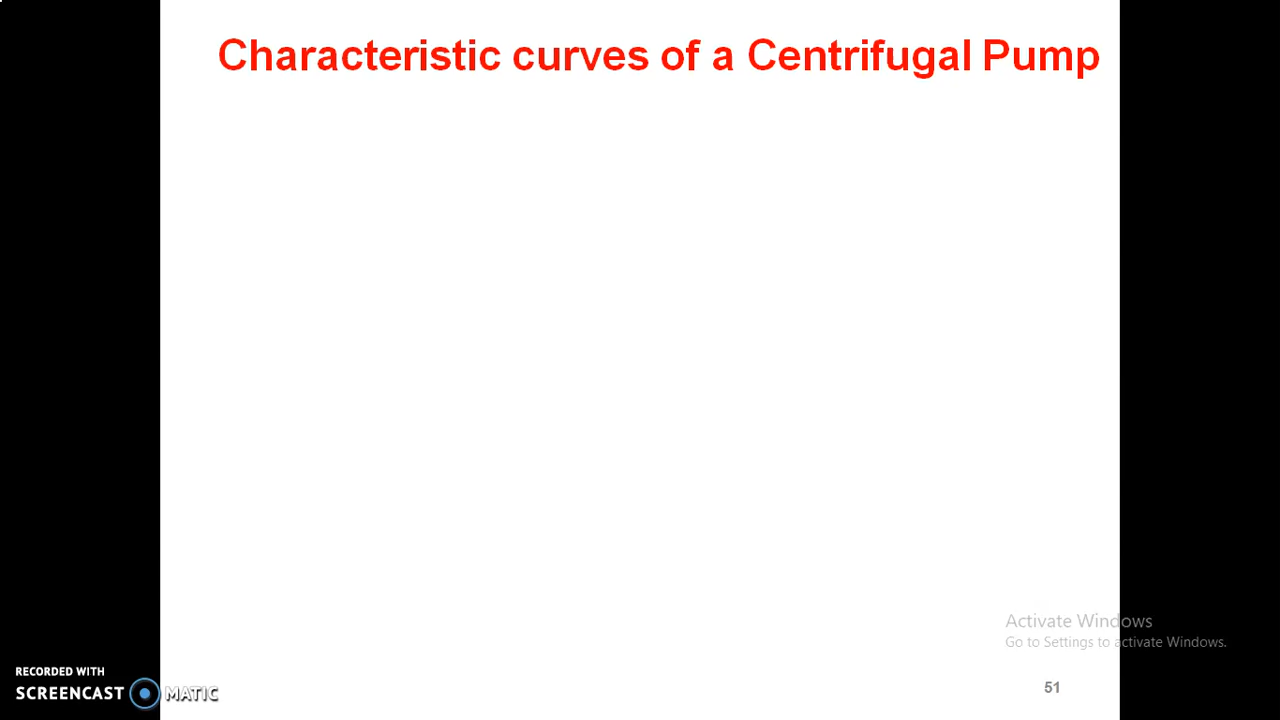 Characteristic curves of a Centrifugal Pump
Activate Windows
Go to Settings to activate Windows.
RECORDED WITH
SCREENCAST MATIC
51